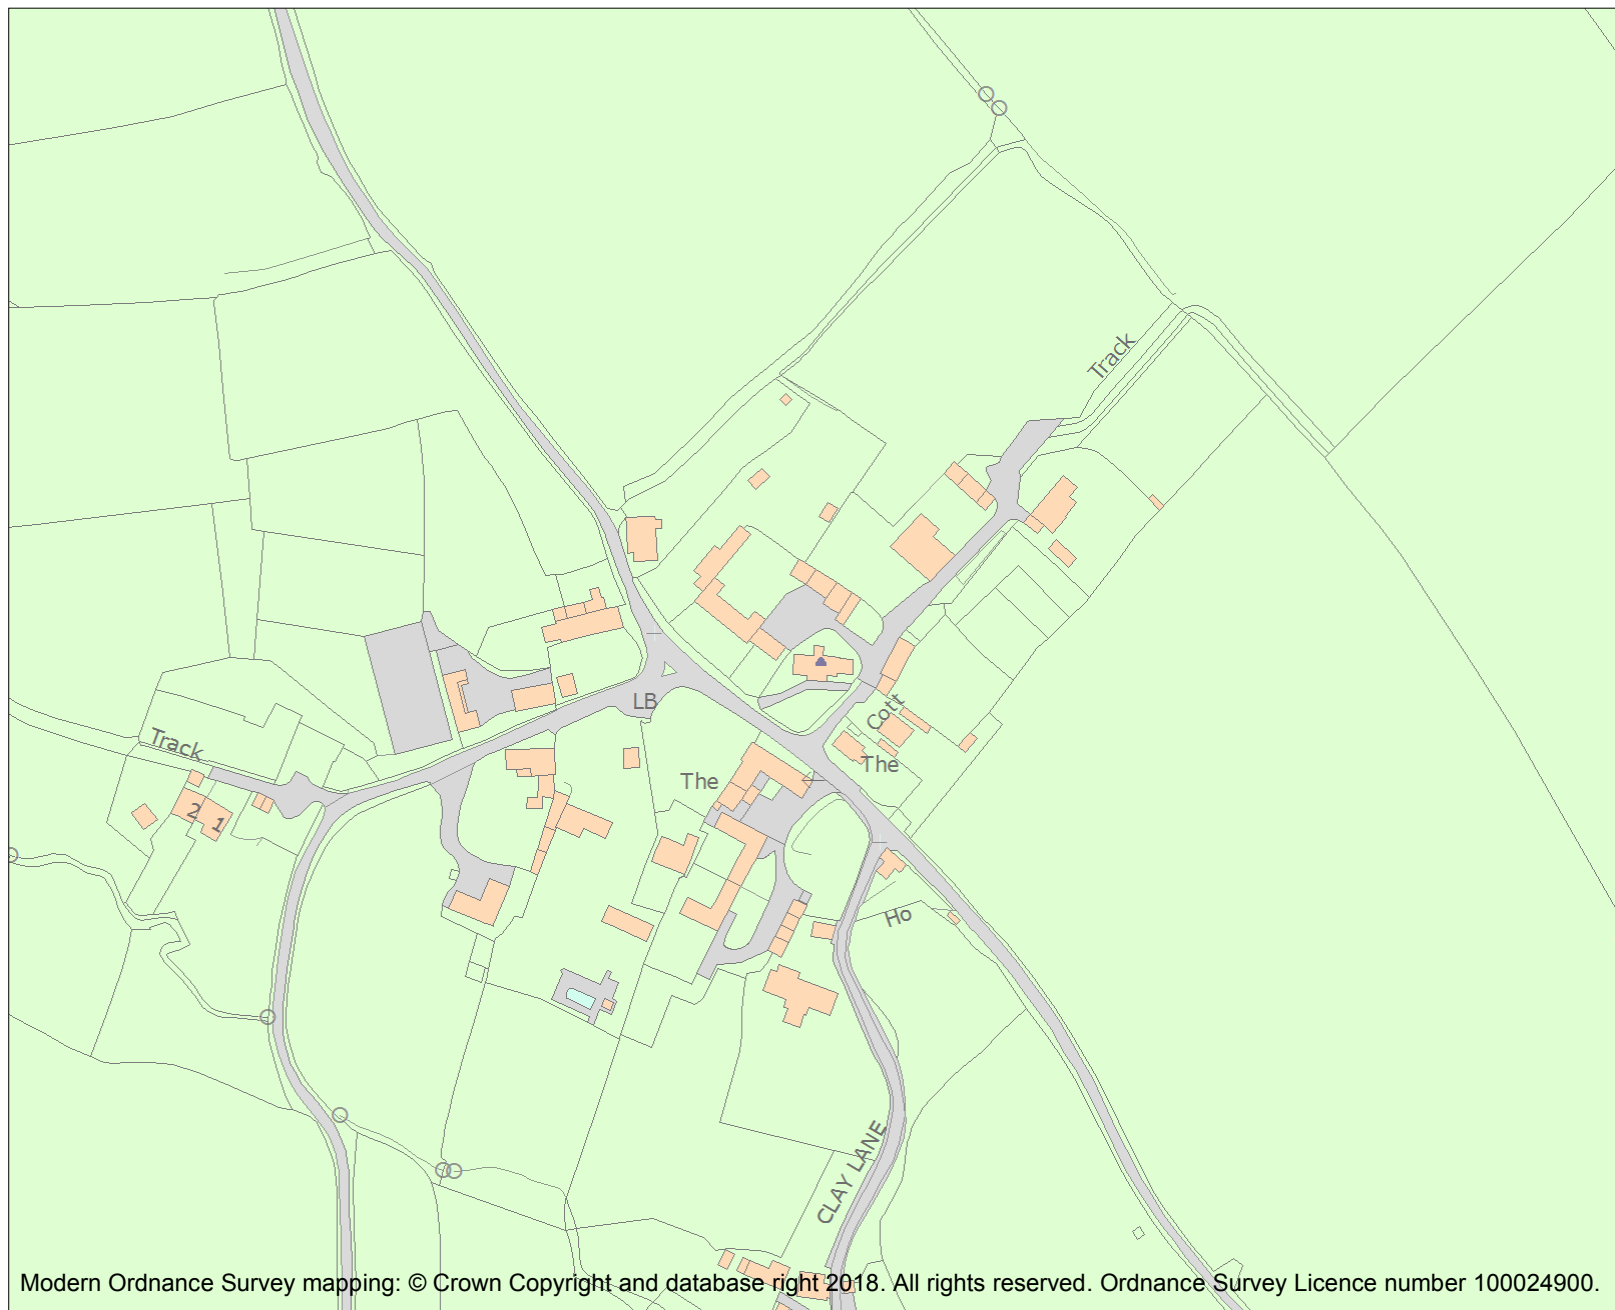 Track
Track
LB
Cott
The
The
2
1
Ho
CLAY LANE
Modern Ordnance Survey mapping: © Crown Copyright and database right 2018. All rights reserved. Ordnance Survey Licence number 100024900.